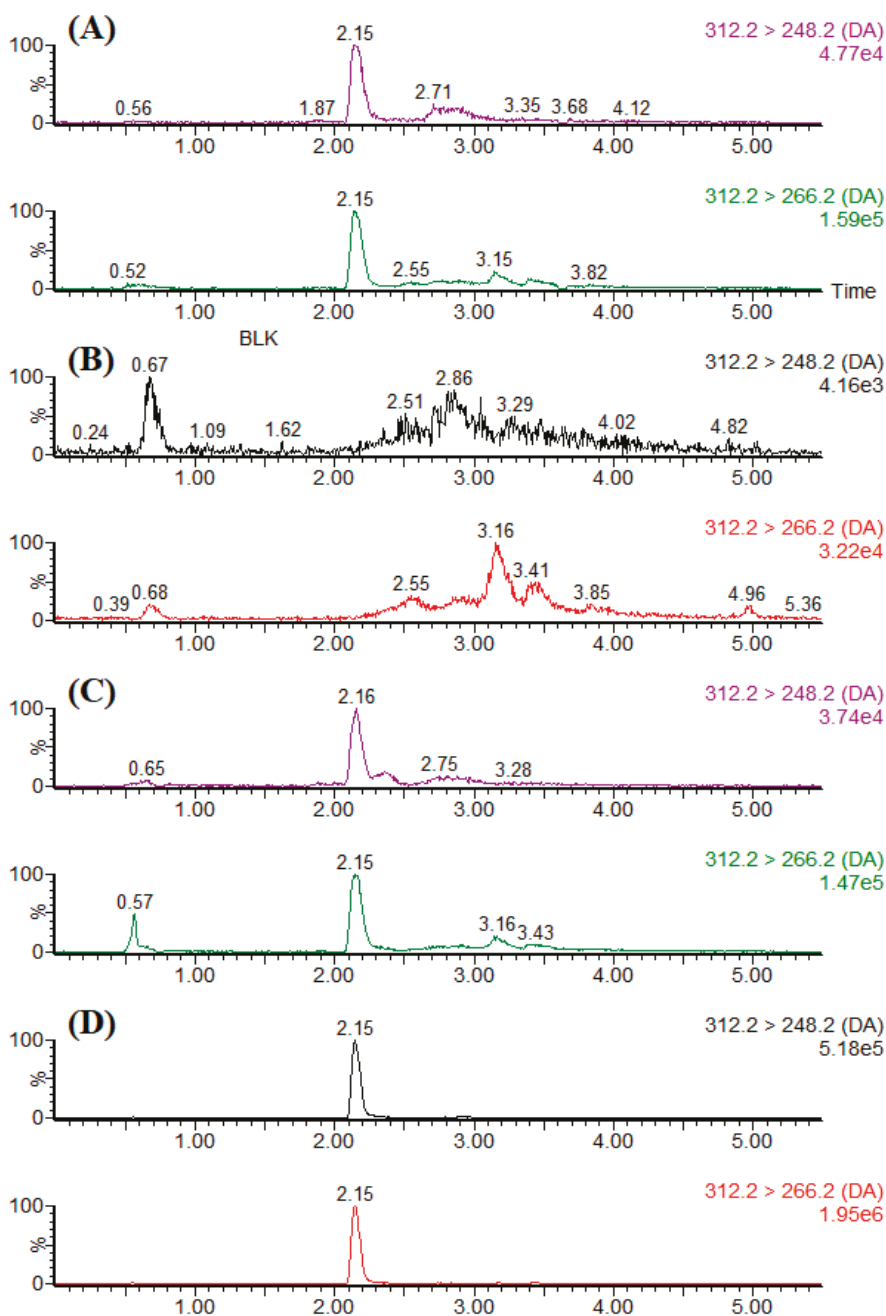 (A)
312.2 > 248.2 (DA)
4.77e4
2.15
100
%
0
0.56 1.87 2.71 3.35 3.68 4.12
1.00 2.00 3.00 4.00 5.00
312.2 > 266.2 (DA)
1.59e5
2.15
100
%
0
0.52 2.55 3.15 3.82
1.00 2.00 3.00 4.00 5.00
Time
BLK
(B)
312.2 > 248.2 (DA)
4.16e3
100
%
0
0.24 0.67 1.09 1.62 2.51 2.86 3.29 4.02 4.82
1.00 2.00 3.00 4.00 5.00
312.2 > 266.2 (DA)
3.22e4
100
%
0
0.39 0.68 2.55 3.16 3.41 3.85 4.96 5.36
1.00 2.00 3.00 4.00 5.00
(C)
312.2 > 248.2 (DA)
3.74e4
100
%
0
0.65 2.16 2.75 3.28
1.00 2.00 3.00 4.00 5.00
312.2 > 266.2 (DA)
1.47e5
100
%
0
0.57 2.15 3.16 3.43
1.00 2.00 3.00 4.00 5.00
(D)
312.2 > 248.2 (DA)
5.18e5
2.15
100
%
0
1.00 2.00 3.00 4.00 5.00
312.2 > 266.2 (DA)
1.95e6
2.15
100
%
0
1.00 2.00 3.00 4.00 5.00